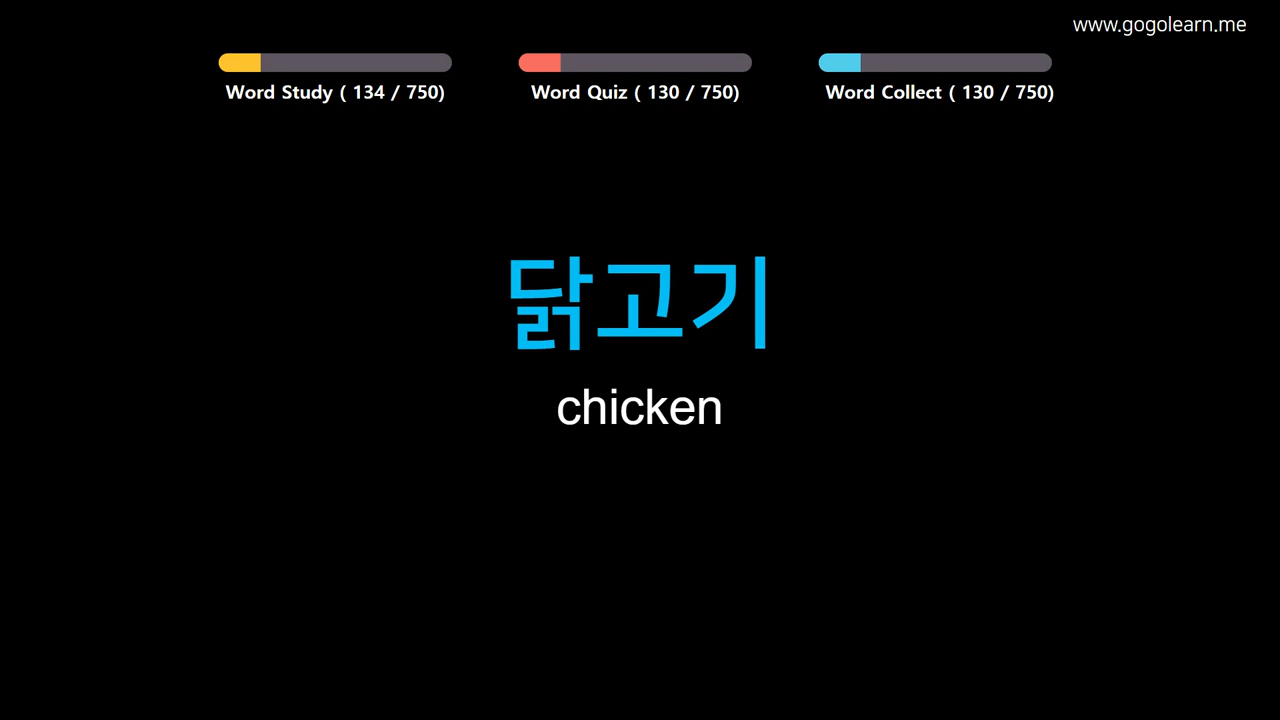 www.gogolearn.me
Word Study ( 134 / 750)
Word Quiz ( 130 / 750)
Word Collect ( 130 / 750)
닭고기
chicken